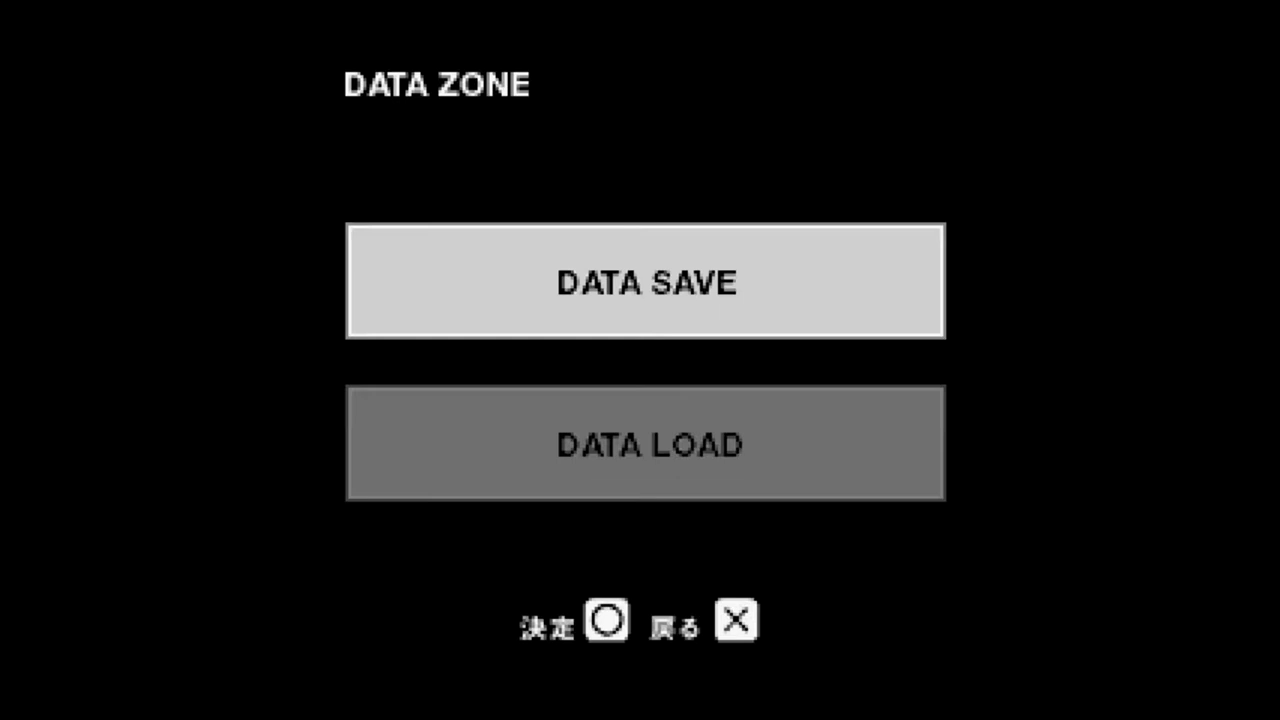 DATA ZONE
DATA SAVE
DATA LOAD
決定 ○ 戻る ×